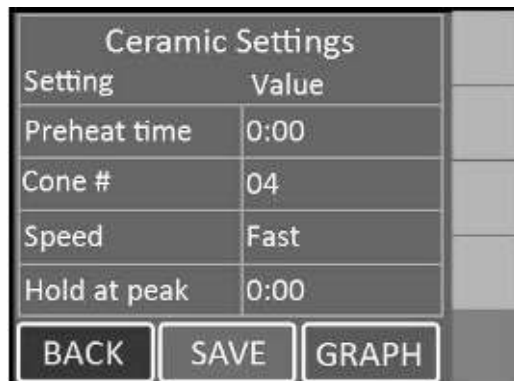 Ceramic Settings
Setting Value
Preheat time 0:00
Cone # 04
Speed Fast
Hold at peak 0:00
BACK SAVE GRAPH